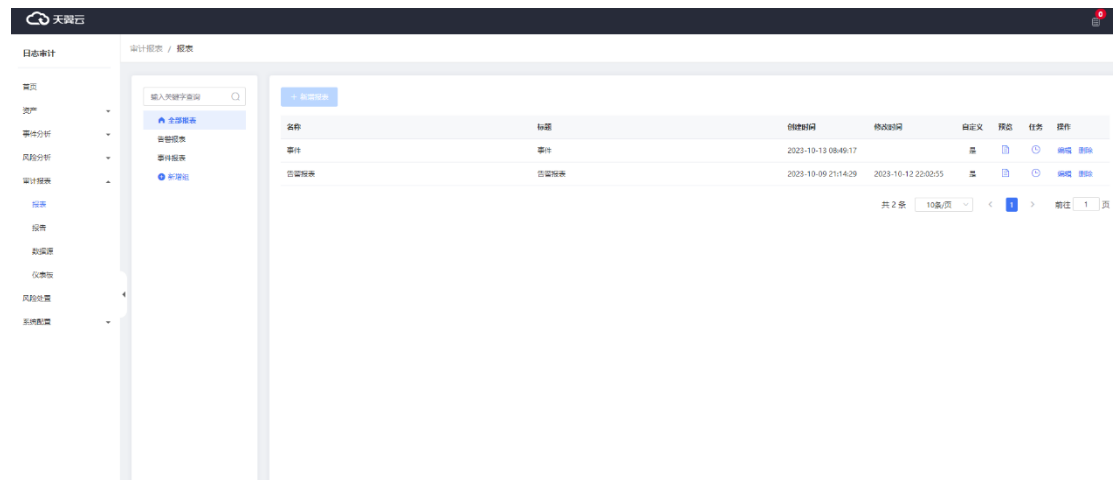 天翼云
0
日志审计
审计报表 / 报表
首页
资产
事件分析
风险分析
审计报表
报表
报告
数据源
仪表板
风险处置
系统配置
输入关键字查询
全部报表
告警报表
事件报表
新增组
+ 新增报表
名称 标题 创建时间 修改时间 自定义 预览 任务 操作
事件 事件 2023-10-13 08:49:17 是 编辑 删除
告警报表 告警报表 2023-10-09 21:14:29 2023-10-12 22:02:55 是 编辑 删除
共 2 条 10条/页 < 1 > 前往 1 页